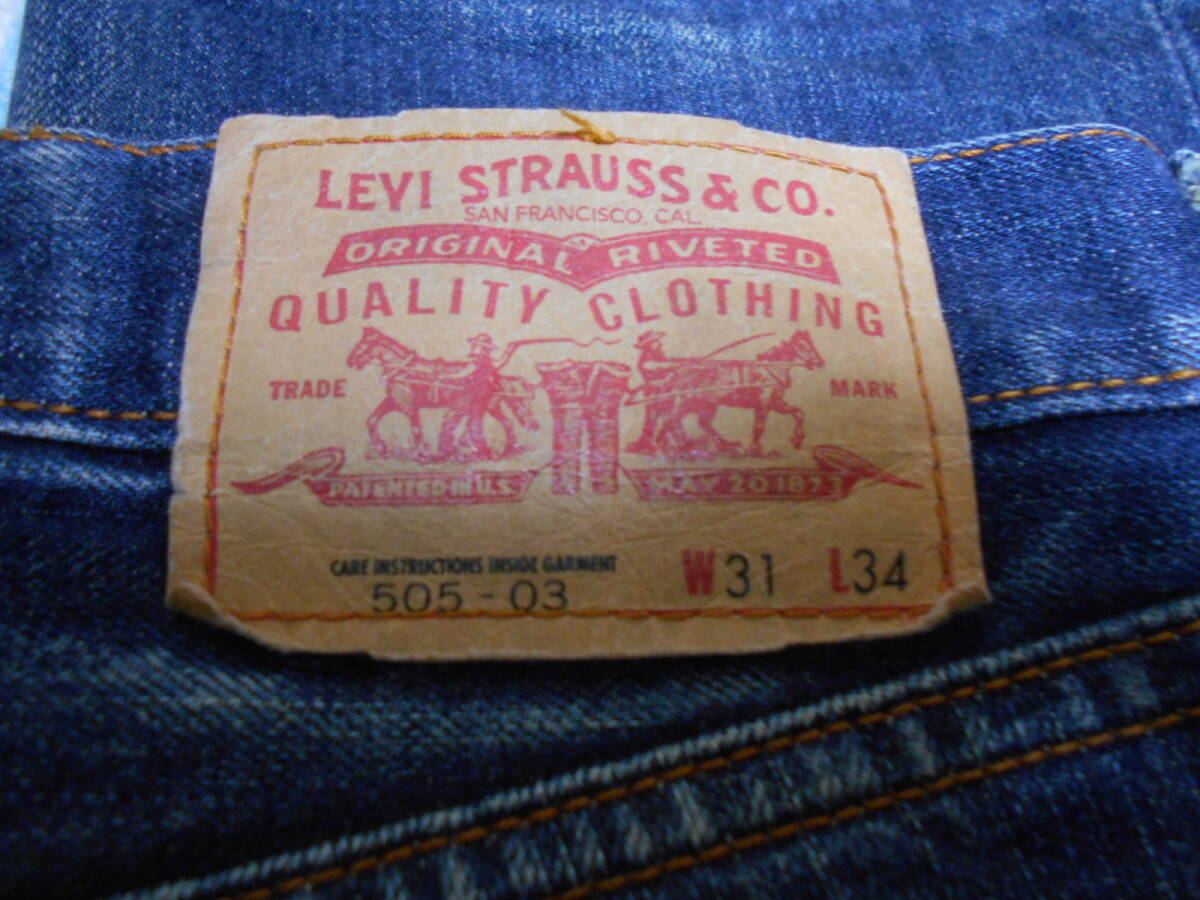 LEVI STRAUSS & CO.
SAN FRANCISCO, CAL.
ORIGINAL RIVETED
QUALITY CLOTHING
TRADE MARK
PATENTED IN U.S. MAY 20 1873
CARE INSTRUCTIONS INSIDE GARMENT
505-03 W31 L34